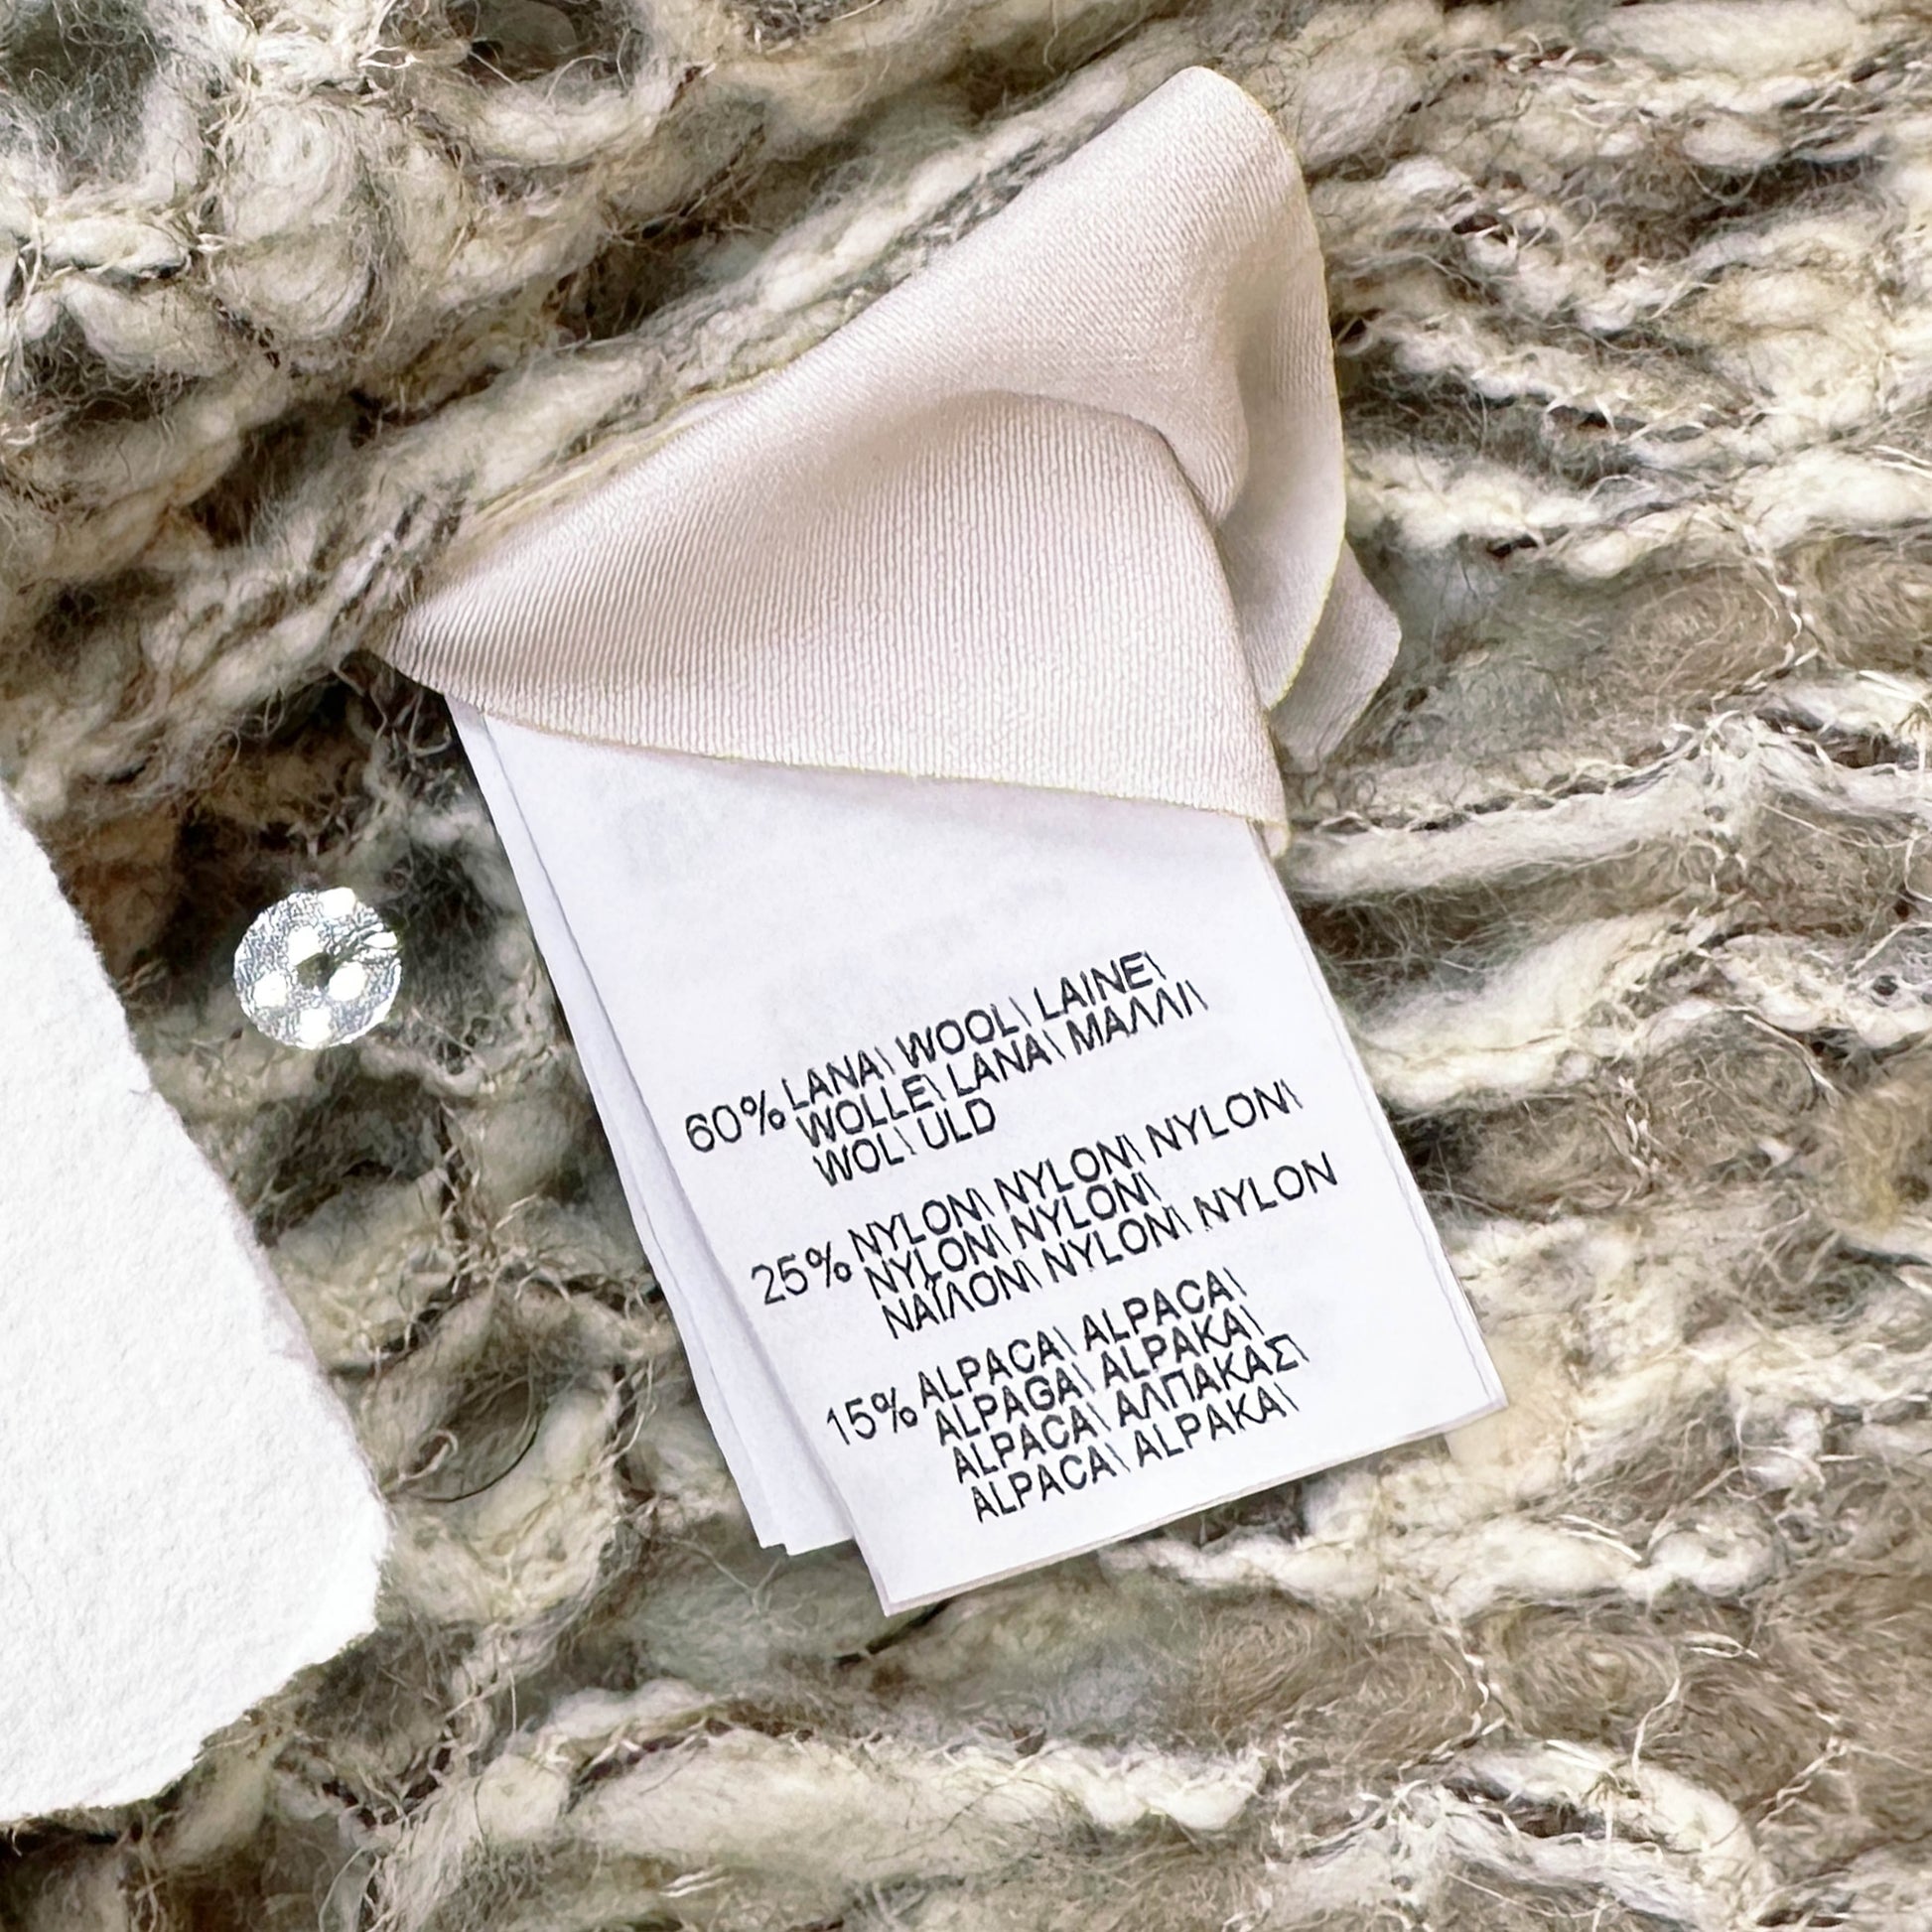 60% LANA\ WOOL\ LAINE\
WOLLE\ LANA\ ΜΑΛΛΙ\
WOL\ ULD
25% NYLON\ NYLON\ NYLON\
NYLON\ NYLON\
ΝΑΪΛΟΝ\ NYLON\ NYLON
15% ALPACA\ ALPACA\
ALPAGA\ ALPAKA\
ALPACA\ ΑΛΠΑΚΑΣ\
ALPACA\ ALPAKA\